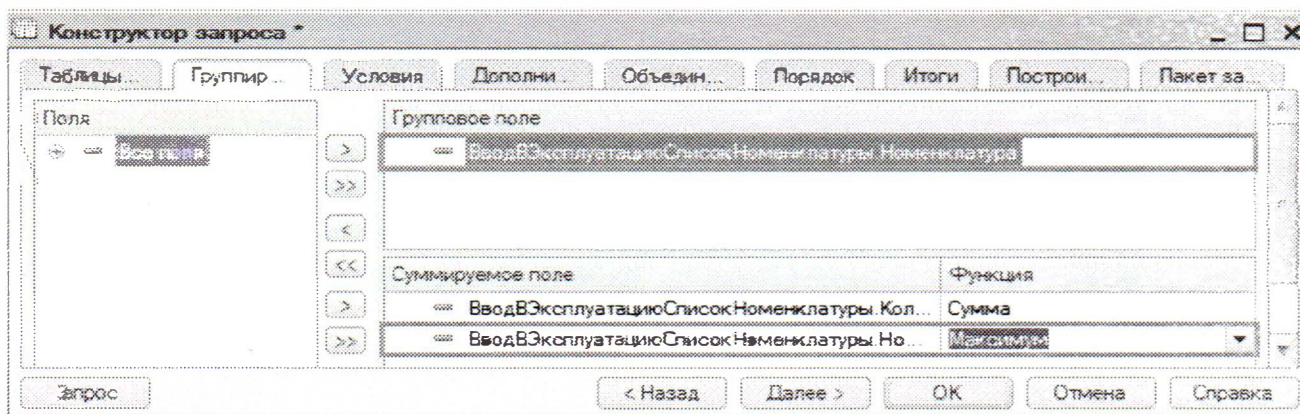 Конструктор запроса *
Таблицы... Группир... Условия Дополни... Объедин... Порядок Итоги Построи... Пакет за...
Поля
Групповое поле
Все поля
ВводВЭксплуатациюСписокНоменклатуры.Номенклатура
>
>>
<
<<
Суммируемое поле Функция
> ВводВЭксплуатациюСписокНоменклатуры.Кол... Сумма
>> ВводВЭксплуатациюСписокНоменклатуры.Но... Максимум
Запрос < Назад Далее > ОК Отмена Справка